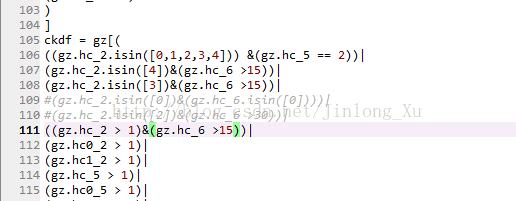 103 )
104 ]
105 ckdf = gz[(
106 ((gz.hc_2.isin([0,1,2,3,4])) &(gz.hc_5 == 2))|
107 (gz.hc_2.isin([4])&(gz.hc_6 >15))|
108 (gz.hc_2.isin([3])&(gz.hc_6 >15))|
109 #(gz.hc_2.isin([0])&(gz.hc_6.isin([0])))|
110 #(gz.hc_2.isin([2])&(gz.hc_6 >30))|
111 ((gz.hc_2 > 1)&(gz.hc_6 >15))|
112 (gz.hc0_2 > 1)|
113 (gz.hc1_2 > 1)|
114 (gz.hc_5 > 1)|
115 (gz.hc0_5 > 1)|